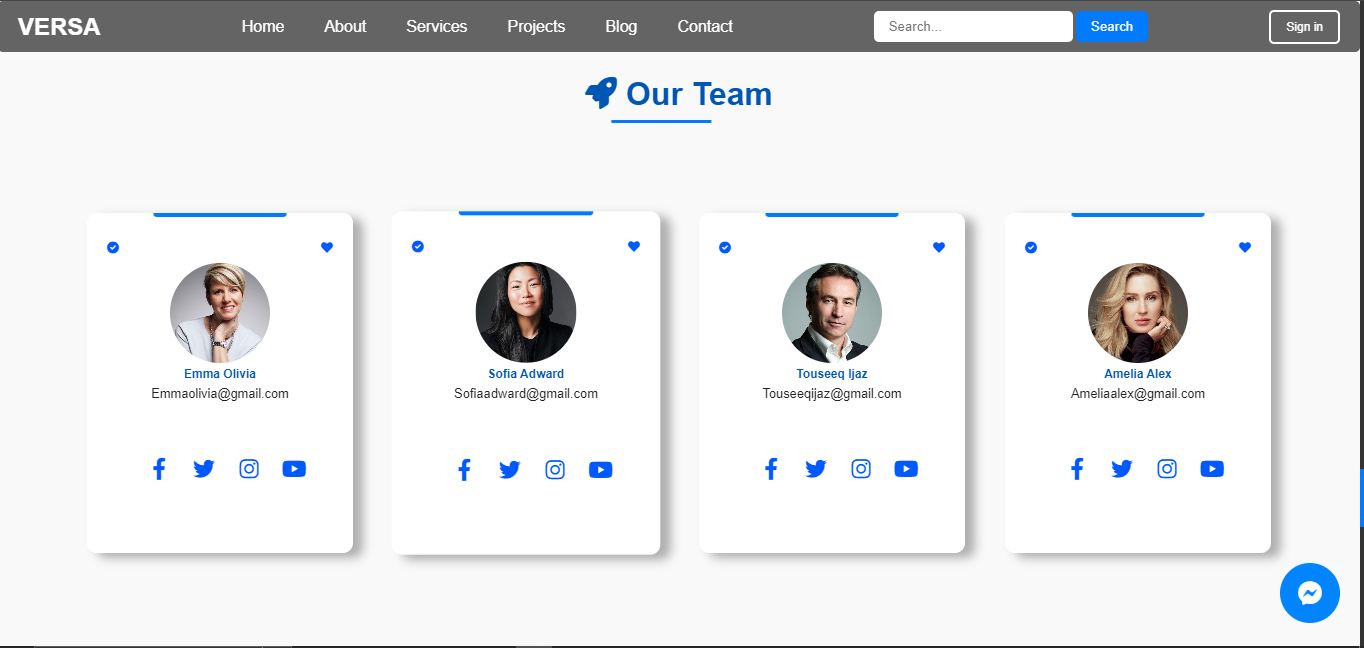 VERSA Home About Services Projects Blog Contact Search... Search Sign in
Our Team
Emma Olivia
Emmaolivia@gmail.com
Sofia Adward
Sofiaadward@gmail.com
Touseeq Ijaz
Touseeqijaz@gmail.com
Amelia Alex
Ameliaalex@gmail.com